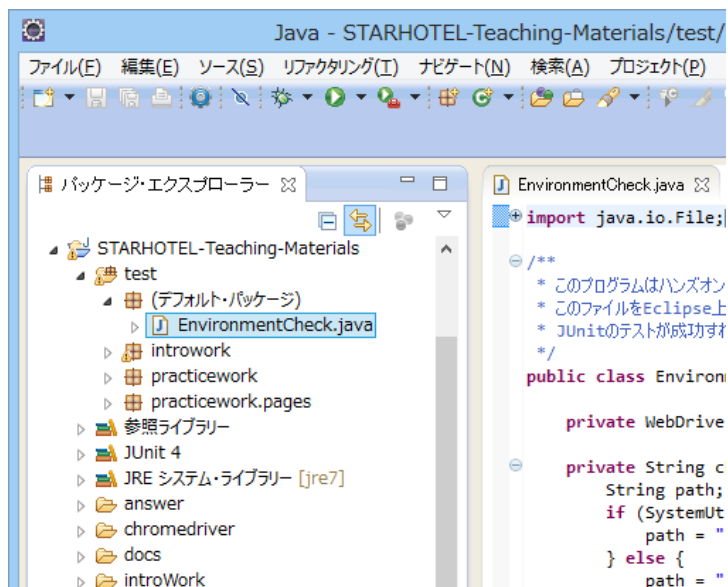 Java - STARHOTEL-Teaching-Materials/test/
ファイル(F) 編集(E) ソース(S) リファクタリング(T) ナビゲート(N) 検索(A) プロジェクト(P)
パッケージ・エクスプローラー
STARHOTEL-Teaching-Materials
test
(デフォルト・パッケージ)
EnvironmentCheck.java
introwork
practicework
practicework.pages
参照ライブラリー
JUnit 4
JRE システム・ライブラリー [jre7]
answer
chromedriver
docs
introWork
EnvironmentCheck.java
import java.io.File;
/**
* このプログラムはハンズオン
* このファイルをEclipse上
* JUnitのテストが成功すれ
*/
public class Environm
private WebDrive
private String c
String path;
if (SystemUt
path = "
} else {
path = "